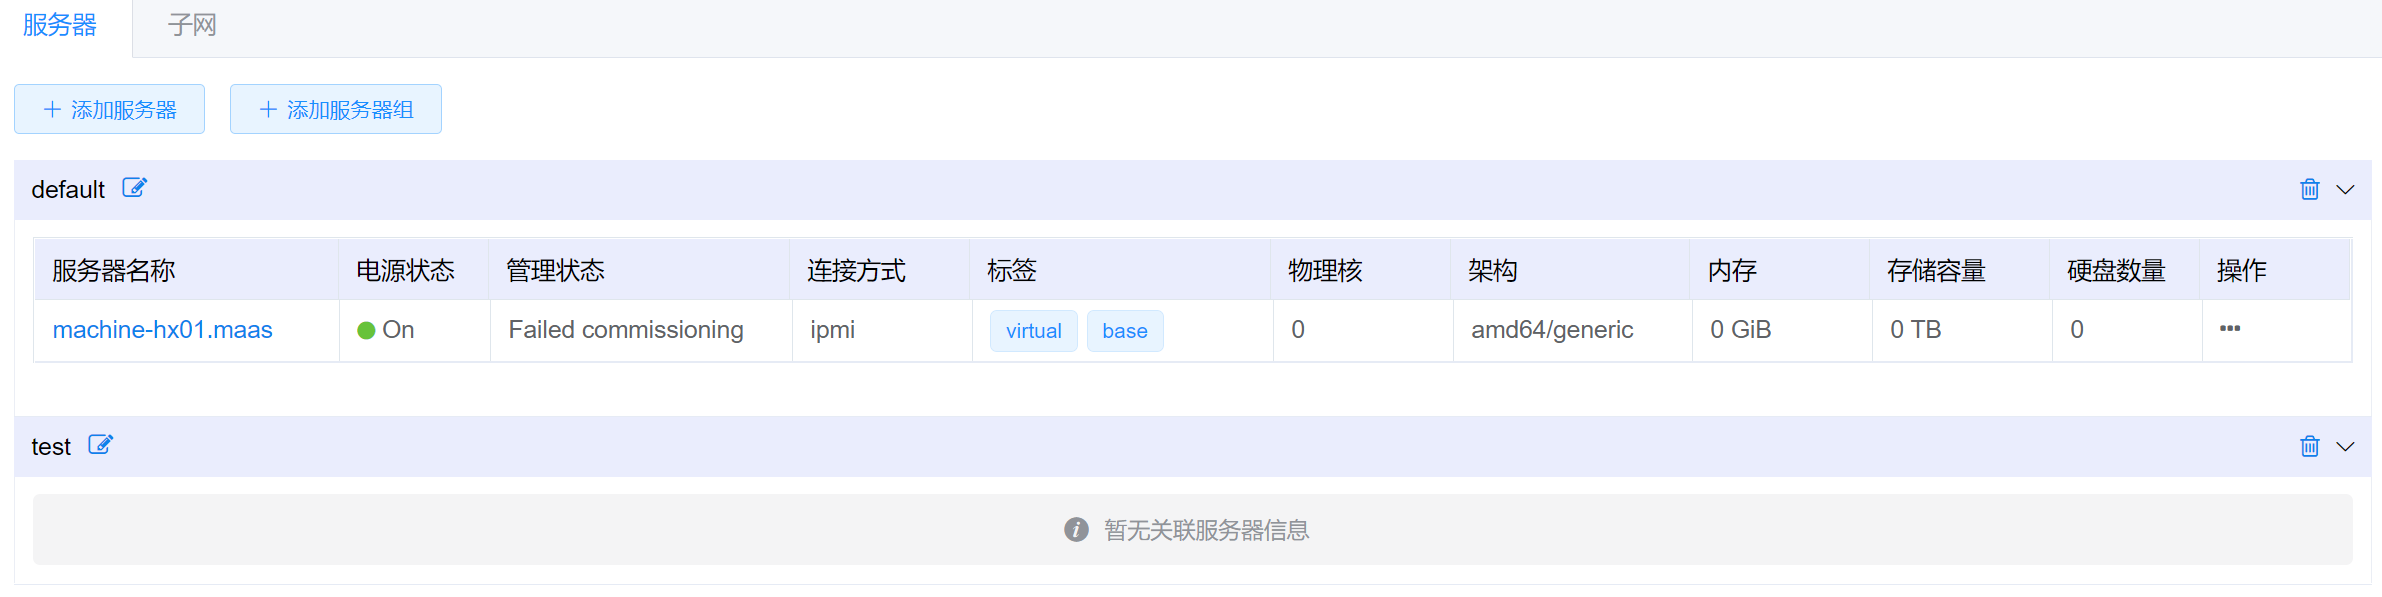 服务器 子网
添加服务器 添加服务器组
default
服务器名称 电源状态 管理状态 连接方式 标签 物理核 架构 内存 存储容量 硬盘数量 操作
machine-hx01.maas On Failed commissioning ipmi virtual base 0 amd64/generic 0 GiB 0 TB 0 •••
test
暂无关联服务器信息